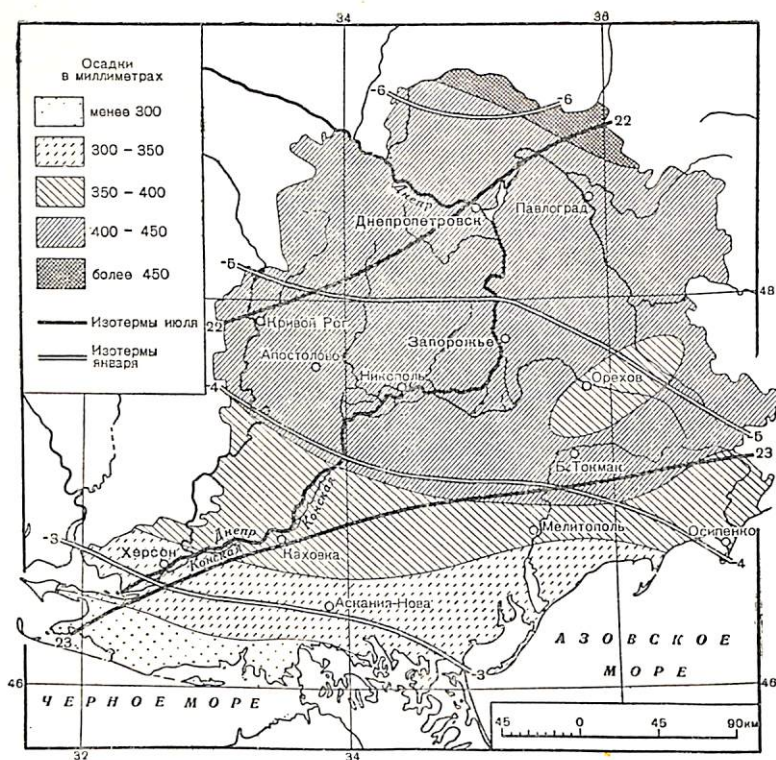 34
38
Осадки
в миллиметрах
менее 300
300 – 350
350 – 400
400 – 450
более 450
Изотермы июля
Изотермы
января
-6
-6
22
Днепр
Днепропетровск
Павлоград
-5
48
22
Кривой Рог
Запорожье
Апостолово
Никополь
Орехов
-4
-5
23
Б. Токмак
Конская
Днепр
Мелитополь
Осипенко
-3
Херсон
Конская
Каховка
-4
Аскания-Нова
23
-3
АЗОВСКОЕ
МОРЕ
46
46
ЧЕРНОЕ МОРЕ
45 0 45 90км
32
34